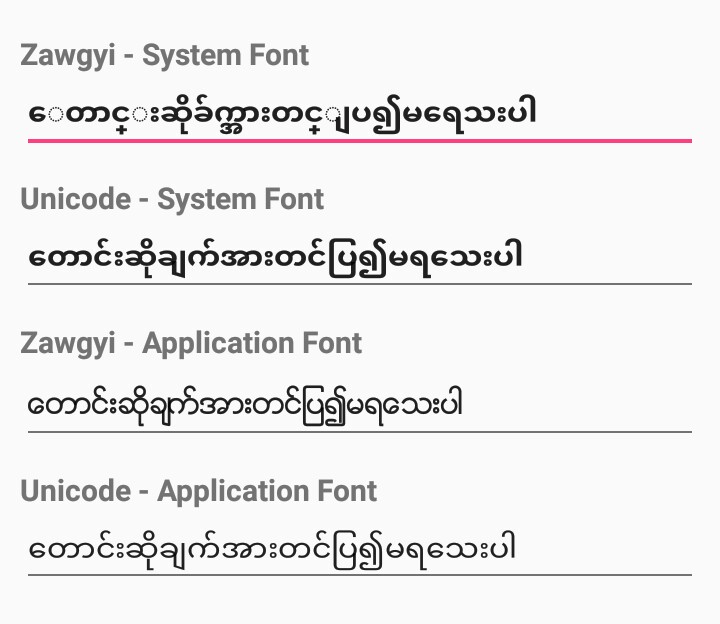 Zawgyi - System Font
ေတာင္းဆိုခ်က္အားတင္ျပ၍မရေသးပါ
Unicode - System Font
တောင်းဆိုချက်အားတင်ပြ၍မရသေးပါ
Zawgyi - Application Font
တောင်းဆိုချက်အားတင်ပြ၍မရသေးပါ
Unicode - Application Font
တောင်းဆိုချက်အားတင်ပြ၍မရသေးပါ